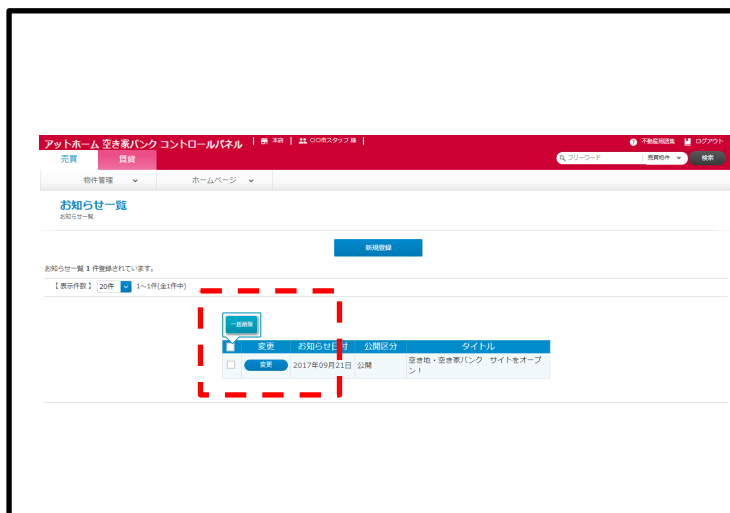 アットホーム 空き家バンク コントロールパネル | 本店 | 〇〇市スタッフ 様 | 不動産用語集 ログアウト
売買 賃貸 フリーワード 売買物件 検索
物件管理 ホームページ
お知らせ一覧
お知らせ一覧
新規登録
お知らせ一覧 1 件登録されています。
【 表示件数 】 20件 1~1件(全1件中)
一括削除
変更 お知らせ日付 公開区分 タイトル
変更 2017年09月21日 公開 空き地・空き家バンク サイトをオープ
ン!